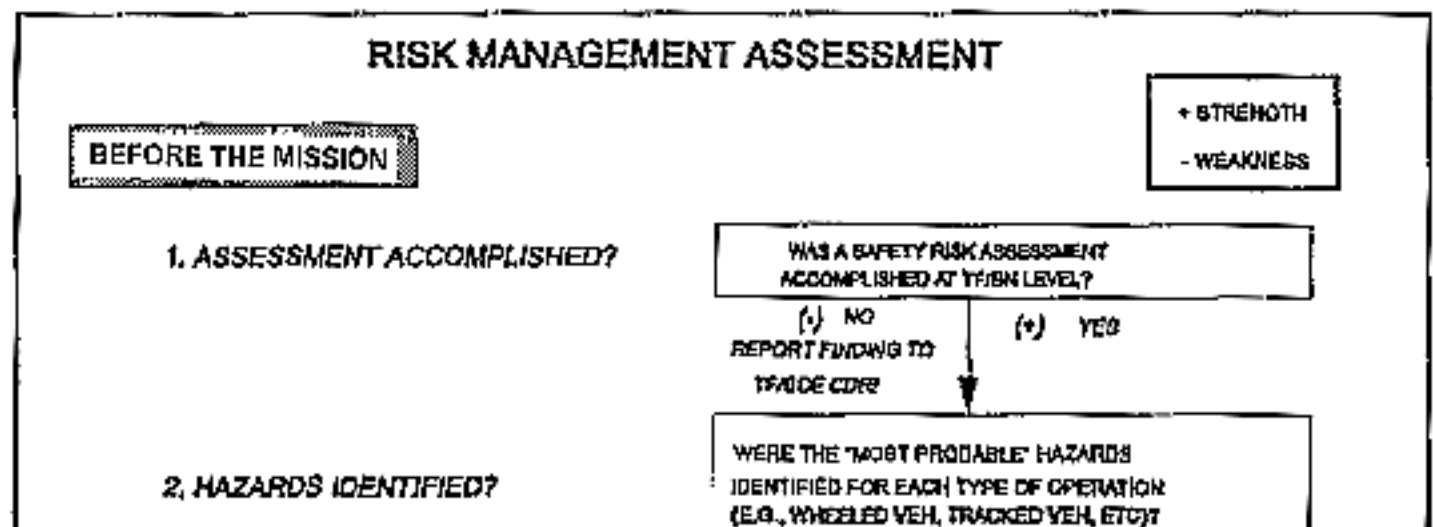 RISK MANAGEMENT ASSESSMENT
+ STRENGTH
- WEAKNESS
BEFORE THE MISSION
1. ASSESSMENT ACCOMPLISHED?
WAS A SAFETY RISK ASSESSMENT
ACCOMPLISHED AT TF/BN LEVEL?
(-) NO
(+) YES
REPORT FINDING TO
2. HAZARDS IDENTIFIED?
WERE THE "MOST PROBABLE" HAZARDS
IDENTIFIED FOR EACH TYPE OF OPERATION
(E.G., WHEELED VEH, TRACKED VEH, ETC)?